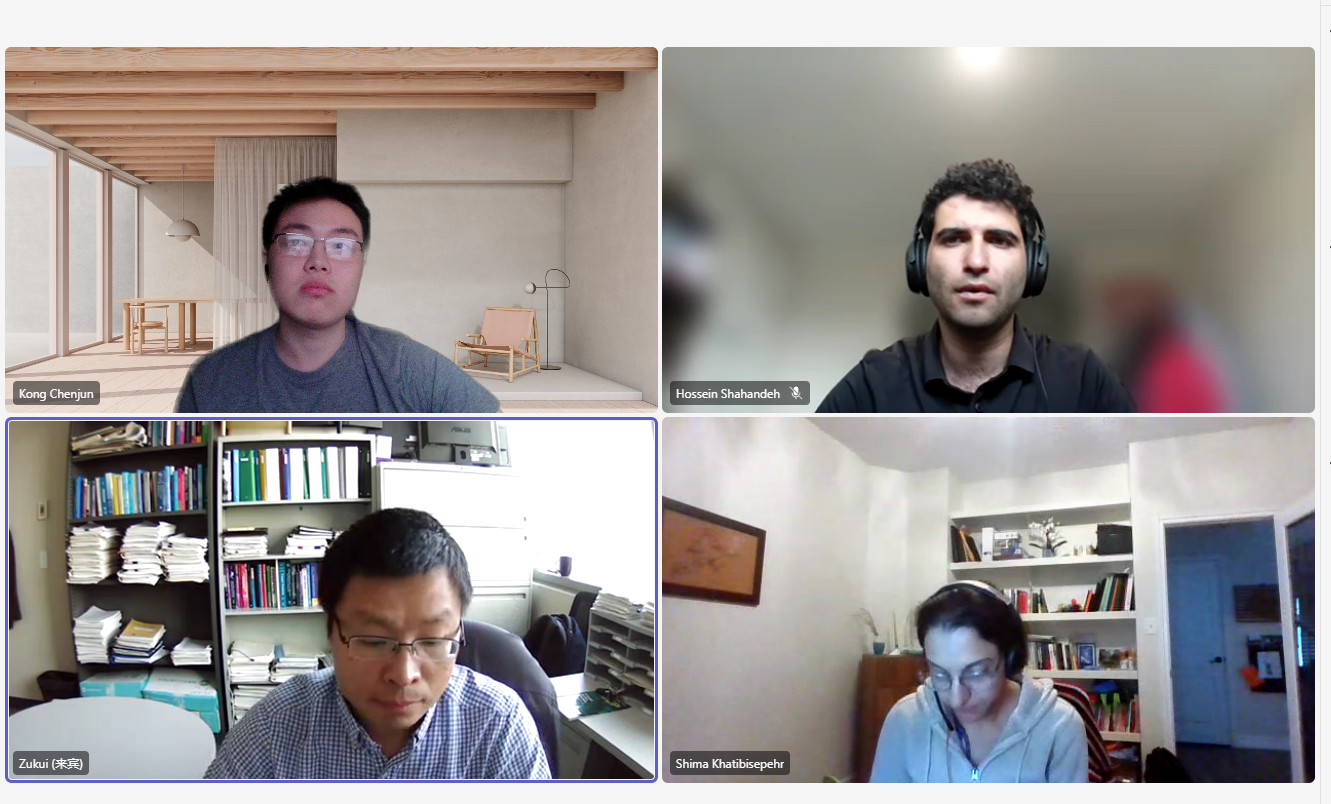 Kong Chenjun
Hossein Shahandeh
Zukui (来宾)
Shima Khatibisepehr